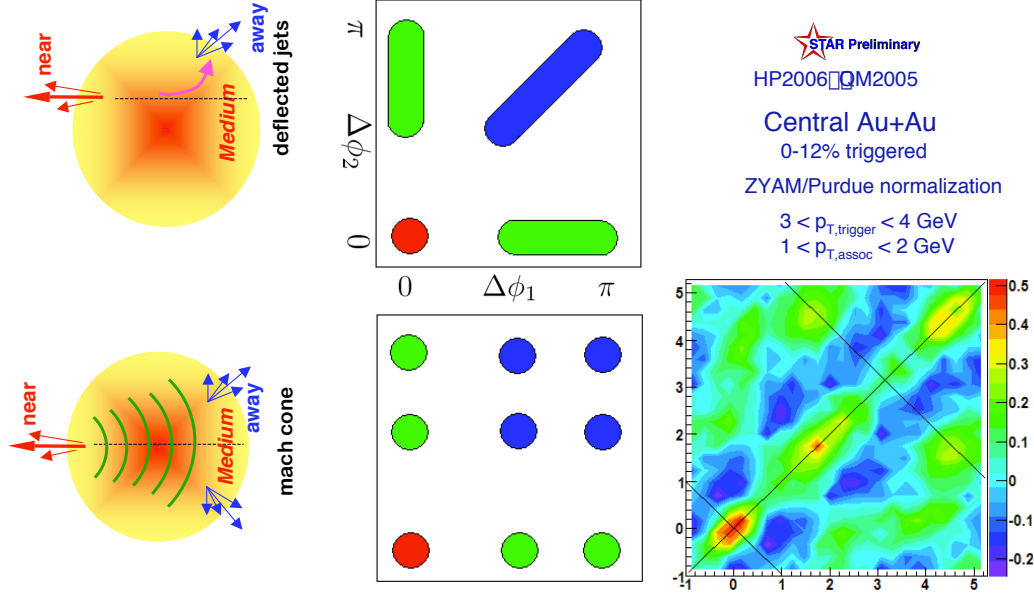 near
away
Medium
deflected jets
π
Δϕ₂
0
0
Δϕ₁
π
STAR Preliminary
HP2006 QM2005
Central Au+Au
0-12% triggered
ZYAM/Purdue normalization
3 < pT,trigger < 4 GeV
1 < pT,assoc < 2 GeV
near
away
Medium
mach cone
5
4
3
2
1
0
-1
-1
0
1
2
3
4
5
0.5
0.4
0.3
0.2
0.1
0
-0.1
-0.2